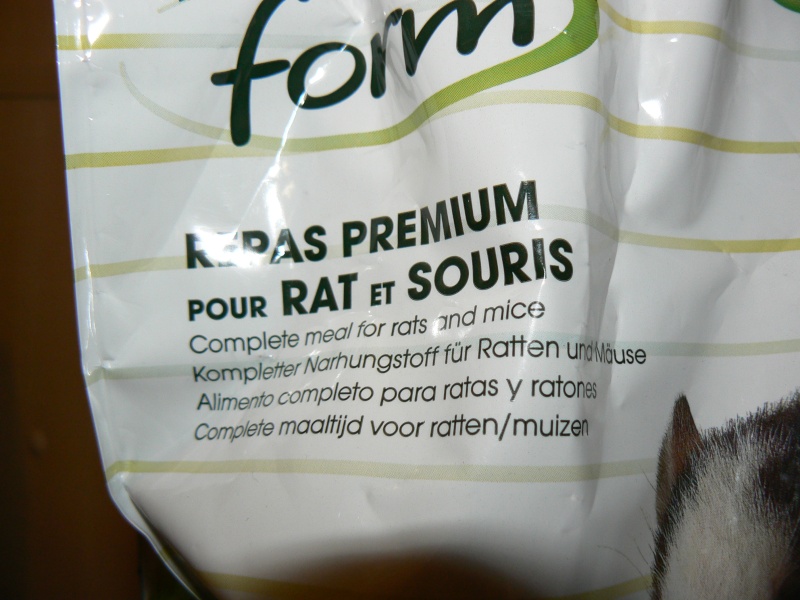 form
REPAS PREMIUM
POUR RAT ET SOURIS
Complete meal for rats and mice
Kompletter Narhungstoff für Ratten und Mäuse
Alimento completo para ratas y ratones
Complete maaltijd voor ratten/muizen